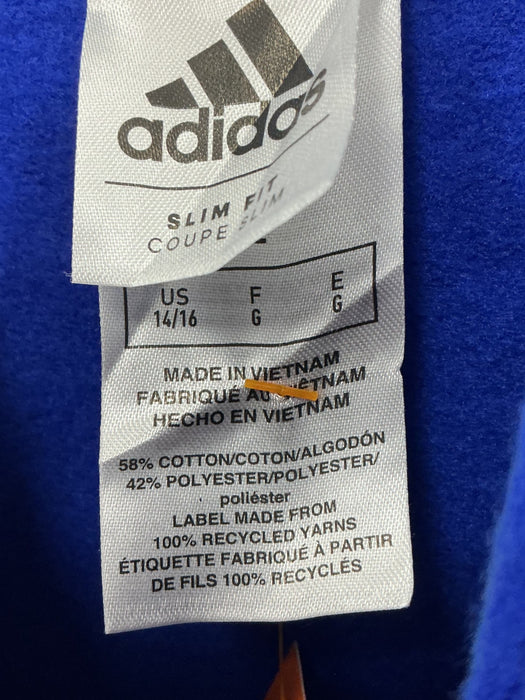 adidas
SLIM FIT
COUPE SLIM
US F E
14/16 G G
MADE IN VIETNAM
FABRIQUÉ AU VIÊTNAM
HECHO EN VIETNAM
58% COTTON/COTON/ALGODÓN
42% POLYESTER/POLYESTER/
poliéster
LABEL MADE FROM
100% RECYCLED YARNS
ÉTIQUETTE FABRIQUÉ À PARTIR
DE FILS 100% RECYCLÉS